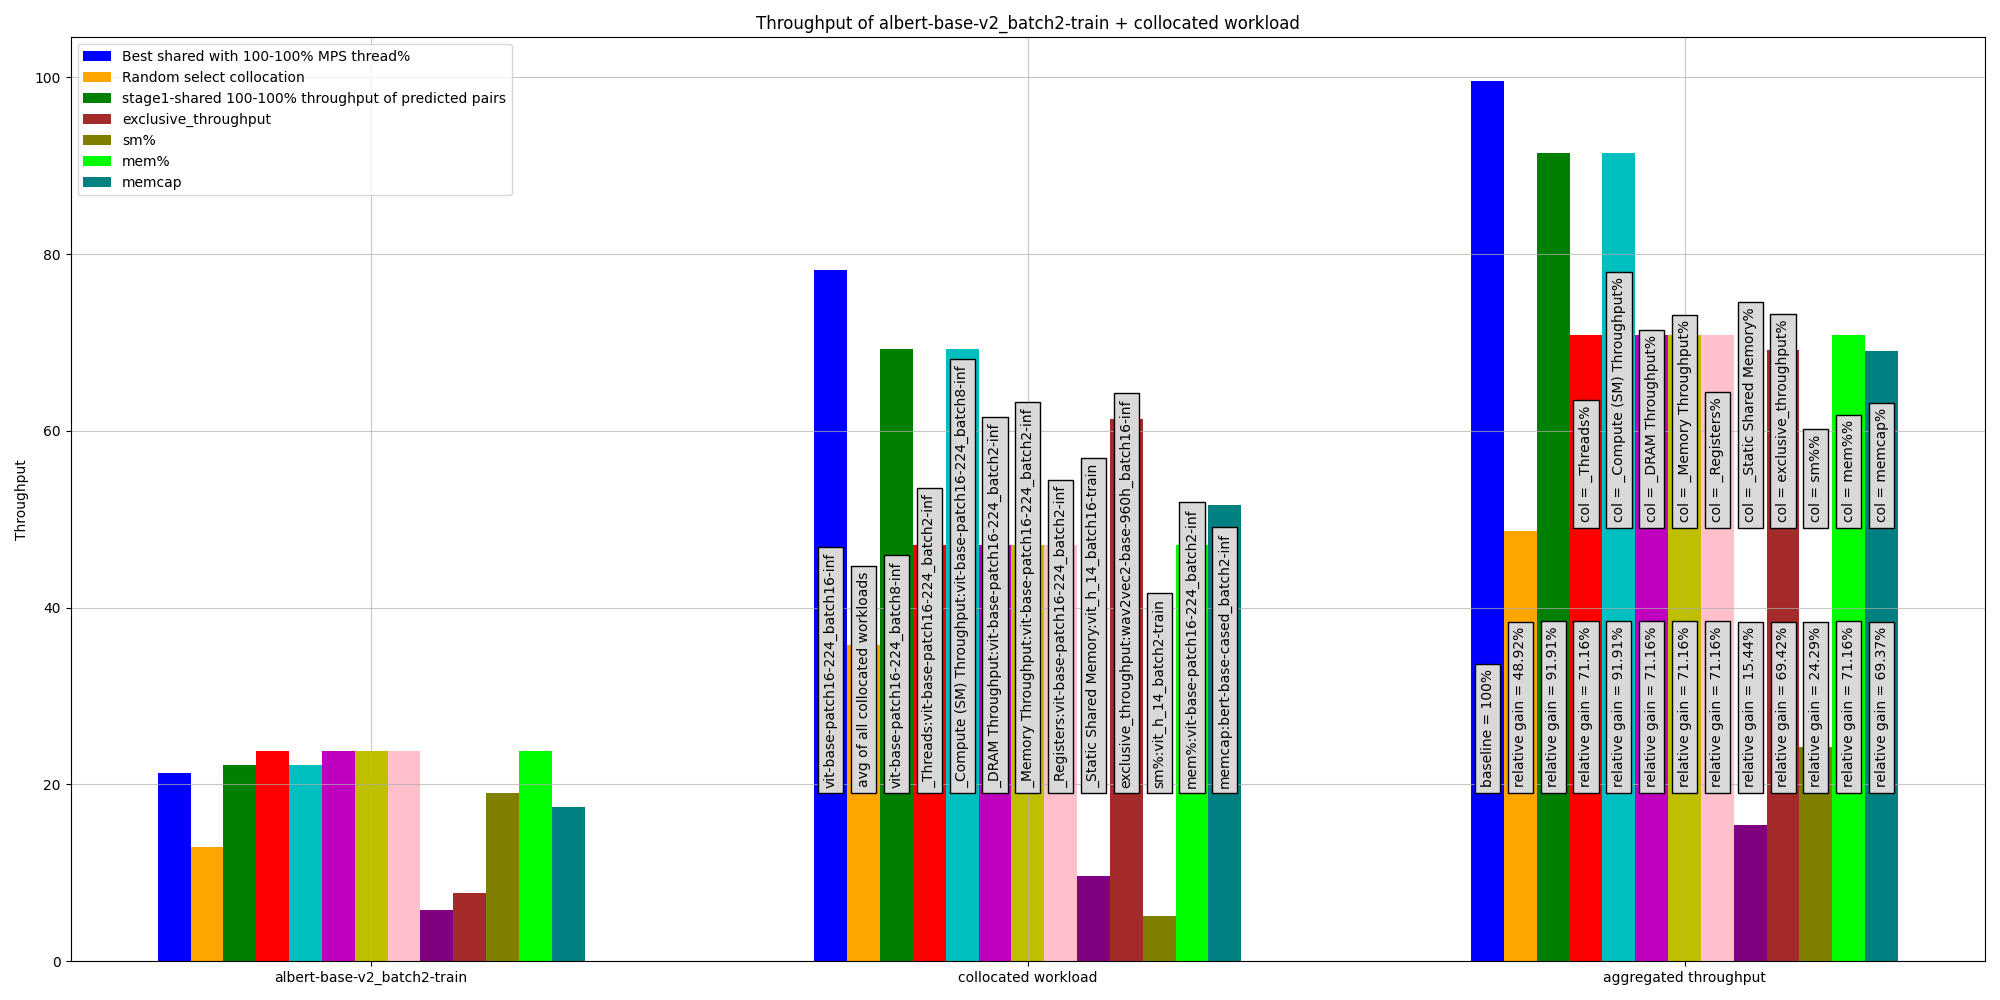 Throughput of albert-base-v2_batch2-train + collocated workload
Best shared with 100-100% MPS thread%
Random select collocation
stage1-shared 100-100% throughput of predicted pairs
exclusive_throughput
sm%
mem%
memcap
Throughput
100
80
60
40
20
0
vit-base-patch16-224_batch16-inf
avg of all collocated workloads
vit-base-patch16-224_batch8-inf
_Threads:vit-base-patch16-224_batch2-inf
_Compute (SM) Throughput:vit-base-patch16-224_batch8-inf
_DRAM Throughput:vit-base-patch16-224_batch2-inf
_Memory Throughput:vit-base-patch16-224_batch2-inf
_Registers:vit-base-patch16-224_batch2-inf
_Static Shared Memory:vit_h_14_batch16-train
exclusive_throughput:wav2vec2-base-960h_batch16-inf
sm%:vit_h_14_batch2-train
mem%:vit-base-patch16-224_batch2-inf
memcap:bert-base-cased_batch2-inf
col = _Threads%
col = _Compute (SM) Throughput%
col = _DRAM Throughput%
col = _Memory Throughput%
col = _Registers%
col = _Static Shared Memory%
col = exclusive_throughput%
col = sm%%
col = mem%%
col = memcap%
baseline = 100%
relative gain = 48.92%
relative gain = 91.91%
relative gain = 71.16%
relative gain = 91.91%
relative gain = 71.16%
relative gain = 71.16%
relative gain = 71.16%
relative gain = 15.44%
relative gain = 69.42%
relative gain = 24.29%
relative gain = 71.16%
relative gain = 69.37%
albert-base-v2_batch2-train
collocated workload
aggregated throughput